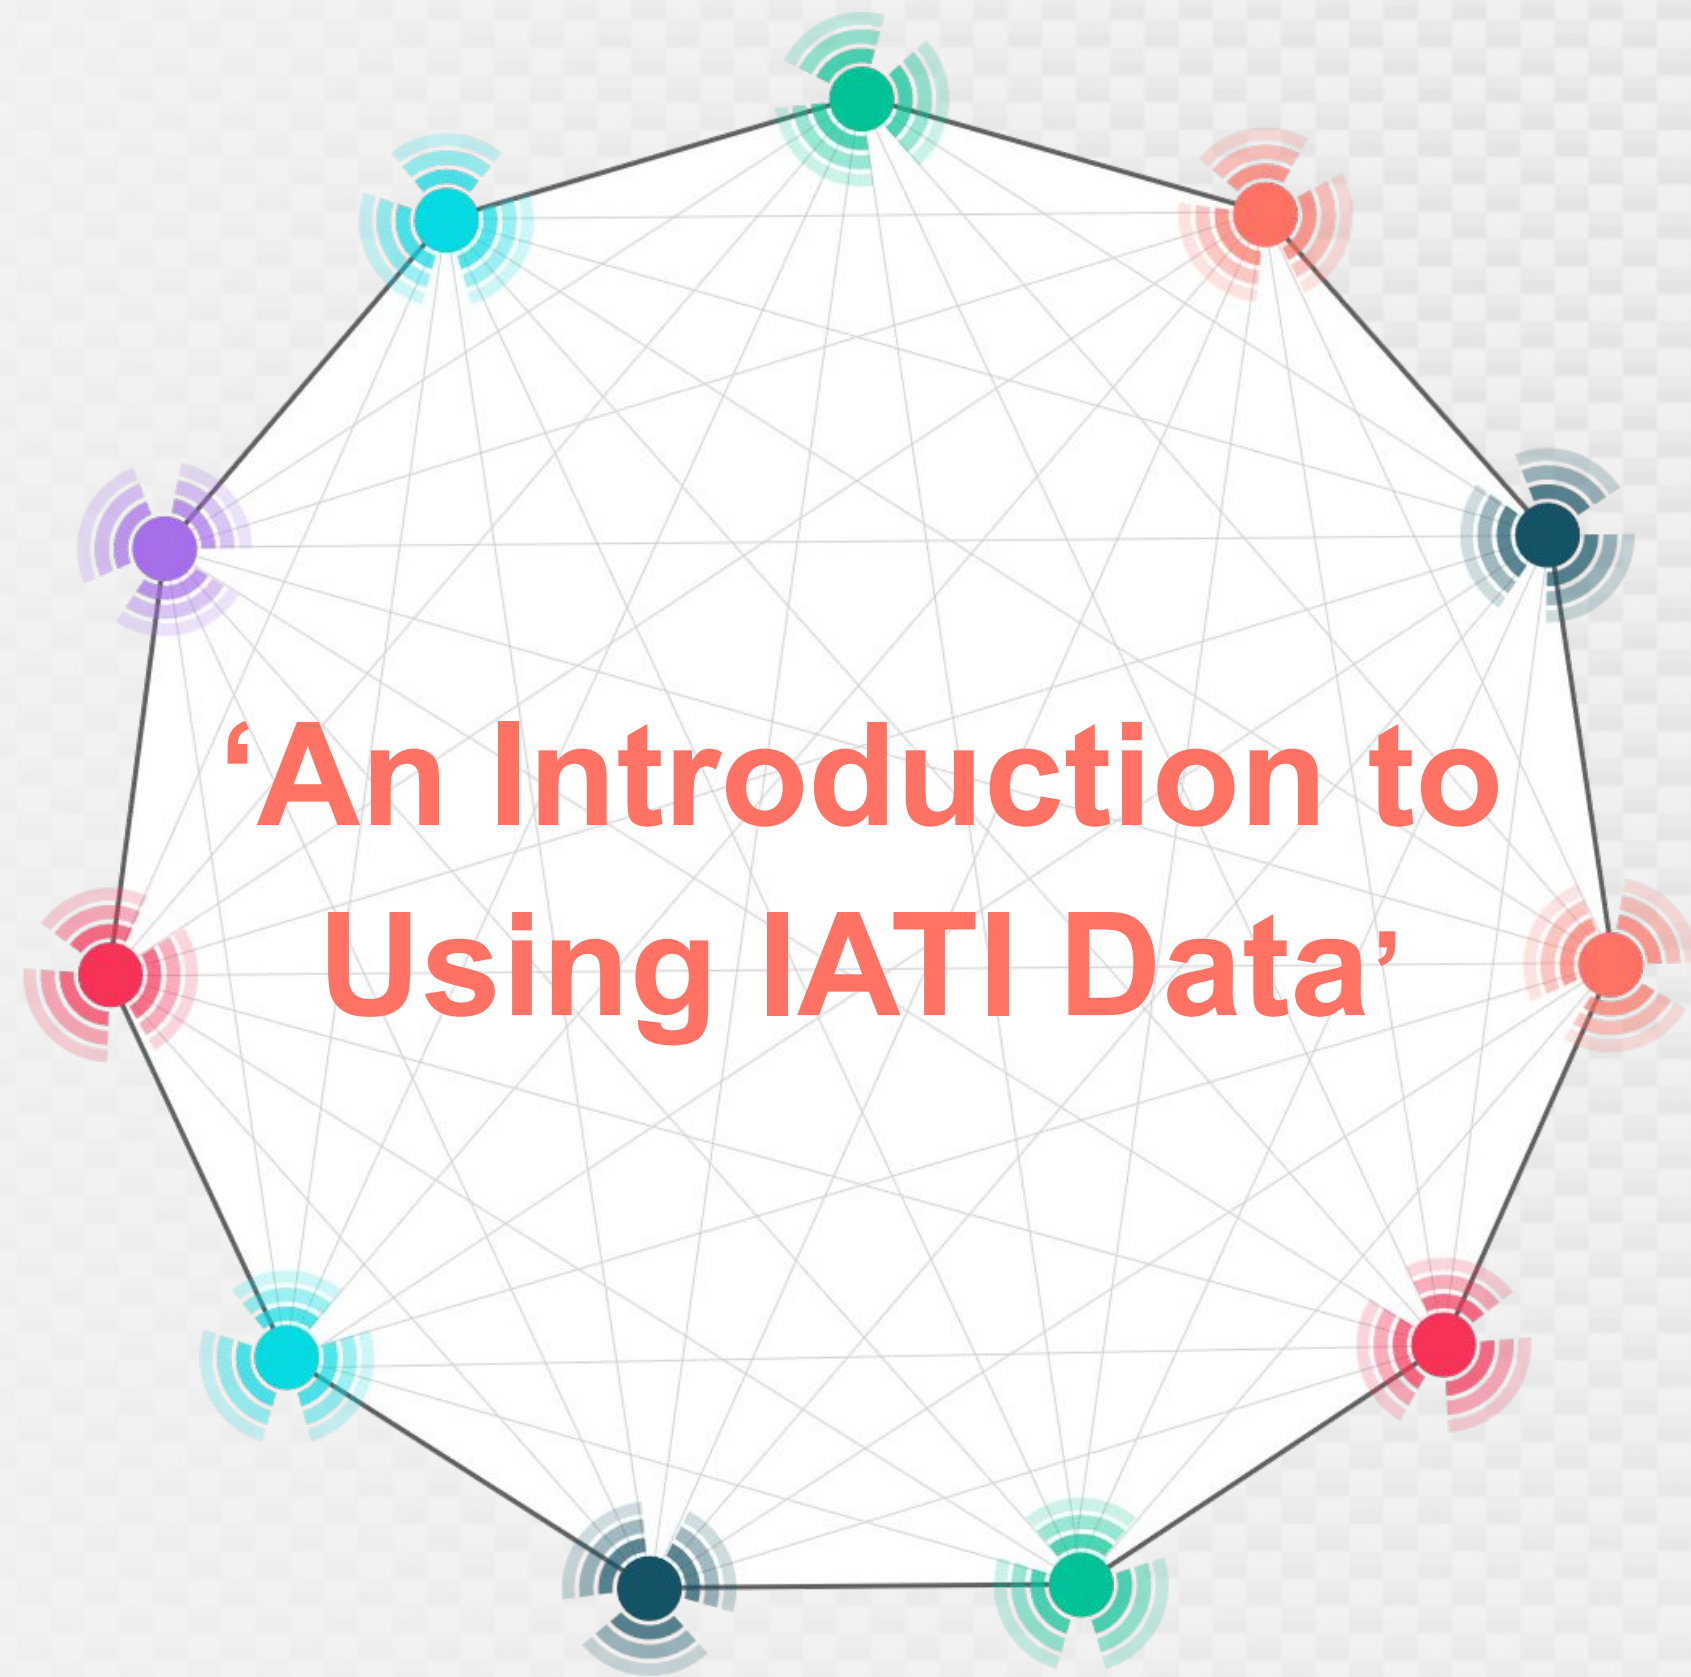 ‘An Introduction to
Using IATI Data’